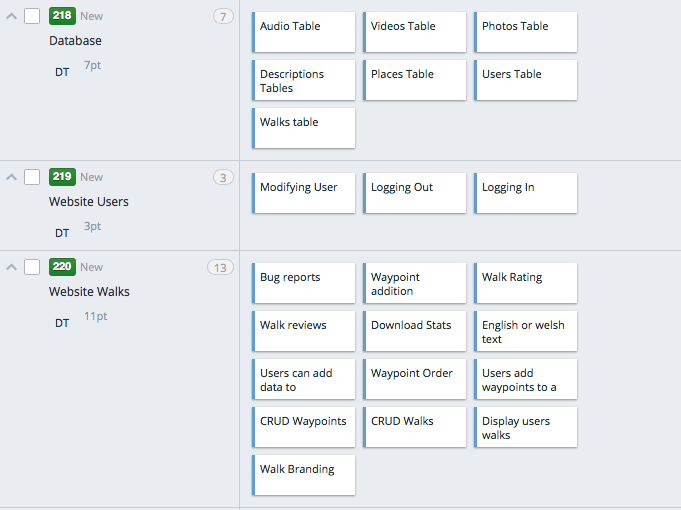 218 New 7
Database
DT 7pt
Audio Table
Videos Table
Photos Table
Descriptions
Tables
Places Table
Users Table
Walks table
219 New 3
Website Users
DT 3pt
Modifying User
Logging Out
Logging In
220 New 13
Website Walks
DT 11pt
Bug reports
Waypoint
addition
Walk Rating
Walk reviews
Download Stats
English or welsh
text
Users can add
data to
Waypoint Order
Users add
waypoints to a
CRUD Waypoints
CRUD Walks
Display users
walks
Walk Branding